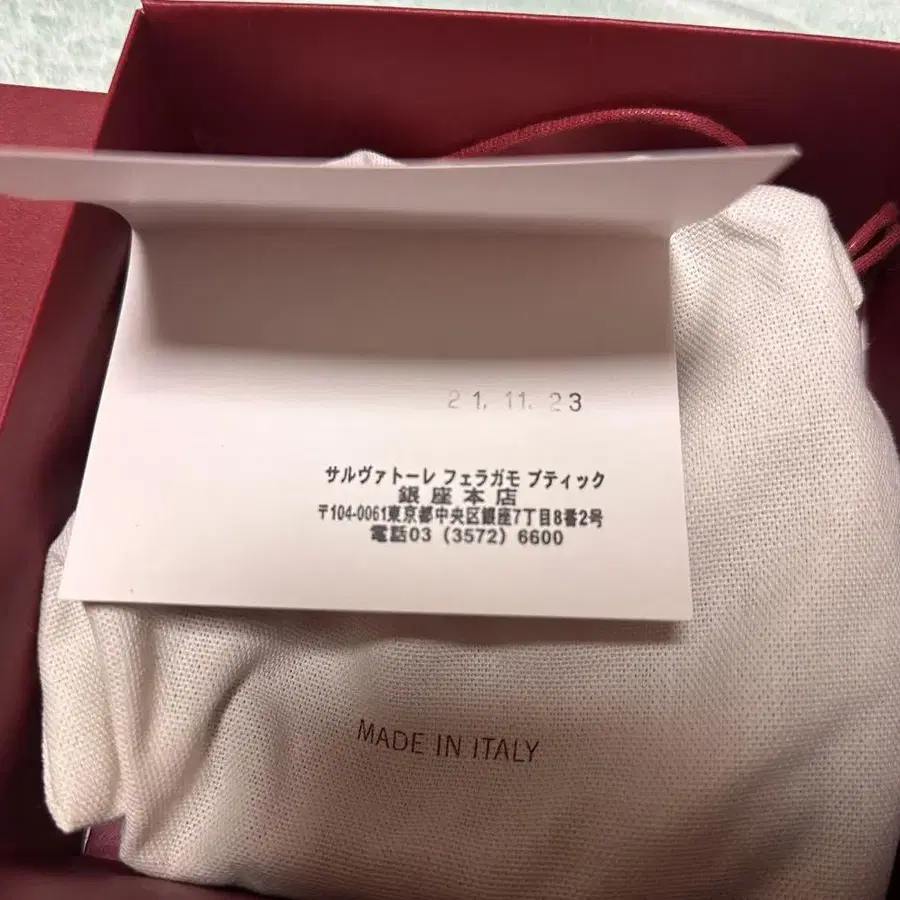 21. 11. 23
サルヴァトーレ フェラガモ ブティック
銀座本店
〒104-0061東京都中央区銀座7丁目8番2号
電話03 (3572) 6600
MADE IN ITALY